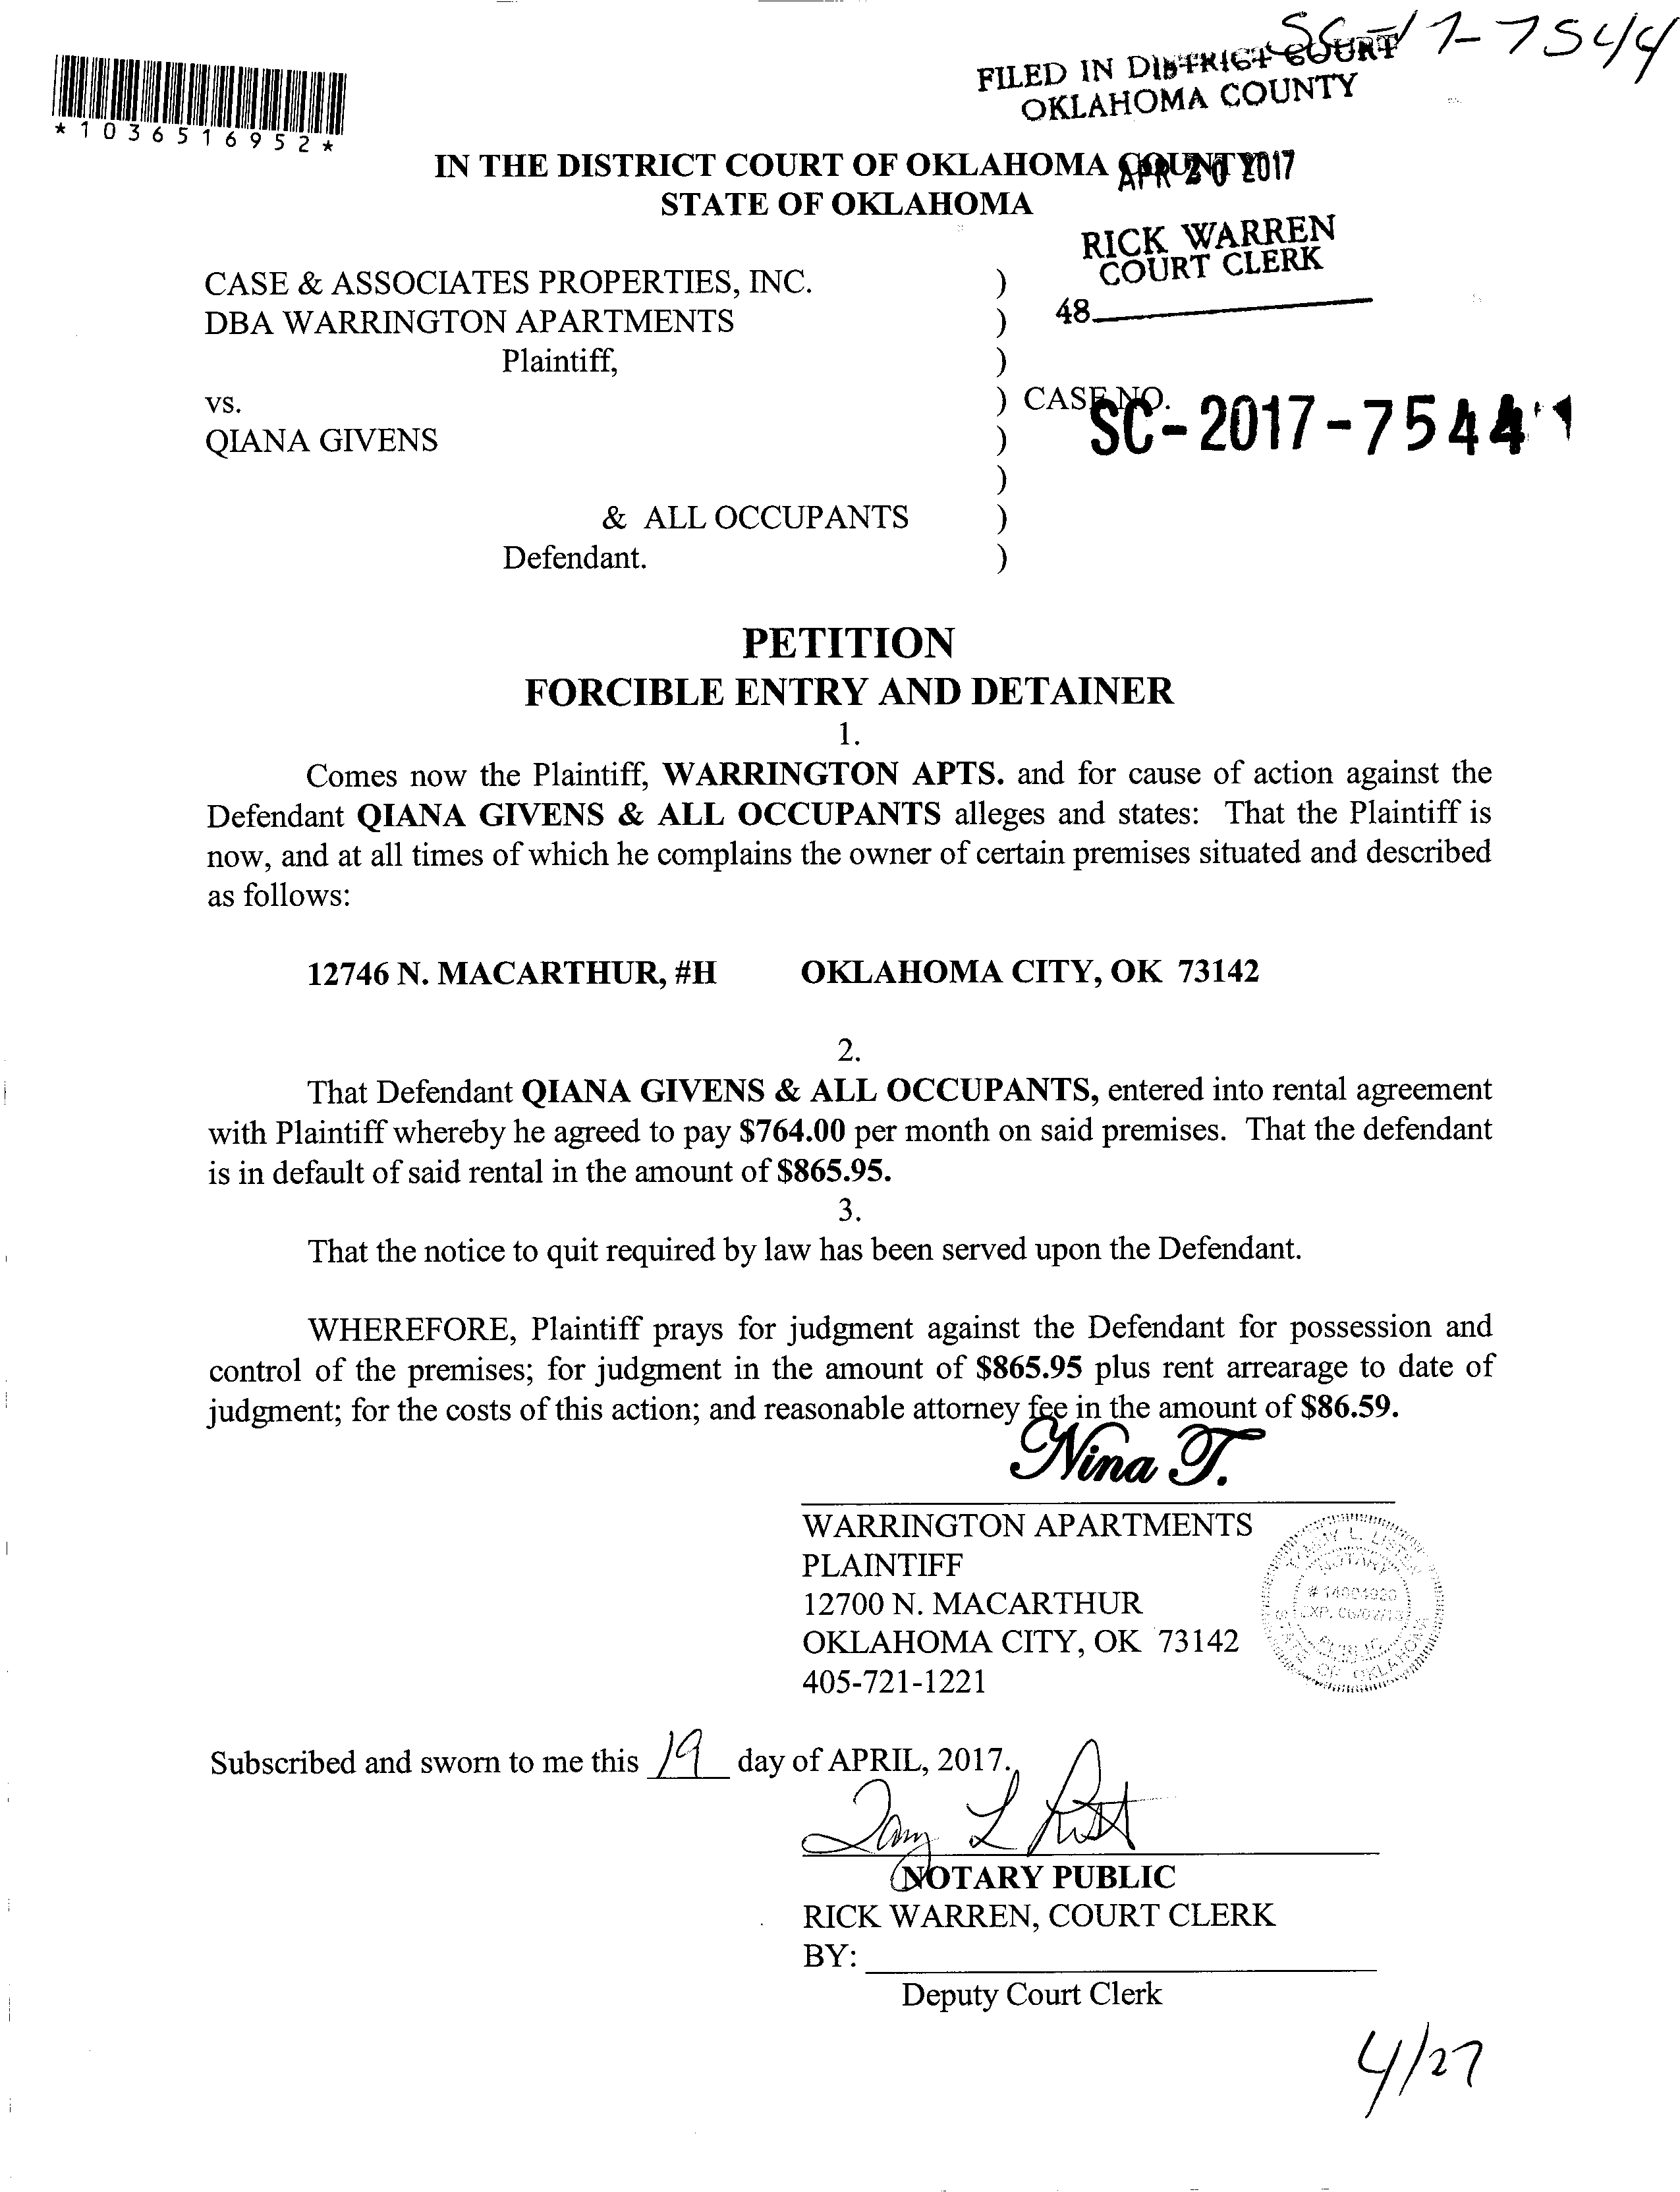 SC-17-7544
FILED IN DISTRICT COURT
OKLAHOMA COUNTY
*1036516952*
IN THE DISTRICT COURT OF OKLAHOMA COUNTY
APR 20 2017
STATE OF OKLAHOMA
RICK WARREN
COURT CLERK
48
CASE & ASSOCIATES PROPERTIES, INC. )
DBA WARRINGTON APARTMENTS )
Plaintiff, )
vs. ) CASE NO.
SC-2017-7544
QIANA GIVENS )
)
& ALL OCCUPANTS )
Defendant. )
PETITION
FORCIBLE ENTRY AND DETAINER
1.
Comes now the Plaintiff, WARRINGTON APTS. and for cause of action against the
Defendant QIANA GIVENS & ALL OCCUPANTS alleges and states: That the Plaintiff is
now, and at all times of which he complains the owner of certain premises situated and described
as follows:
12746 N. MACARTHUR, #H OKLAHOMA CITY, OK 73142
2.
That Defendant QIANA GIVENS & ALL OCCUPANTS, entered into rental agreement
with Plaintiff whereby he agreed to pay $764.00 per month on said premises. That the defendant
is in default of said rental in the amount of $865.95.
3.
That the notice to quit required by law has been served upon the Defendant.
WHEREFORE, Plaintiff prays for judgment against the Defendant for possession and
control of the premises; for judgment in the amount of $865.95 plus rent arrearage to date of
judgment; for the costs of this action; and reasonable attorney fee in the amount of $86.59.
Nina T.
WARRINGTON APARTMENTS
PLAINTIFF
12700 N. MACARTHUR
OKLAHOMA CITY, OK 73142
405-721-1221
NOTARY
PUBLIC
STATE OF OKLAHOMA
Subscribed and sworn to me this 19 day of APRIL, 2017.
NOTARY PUBLIC
RICK WARREN, COURT CLERK
BY:
Deputy Court Clerk
4/27